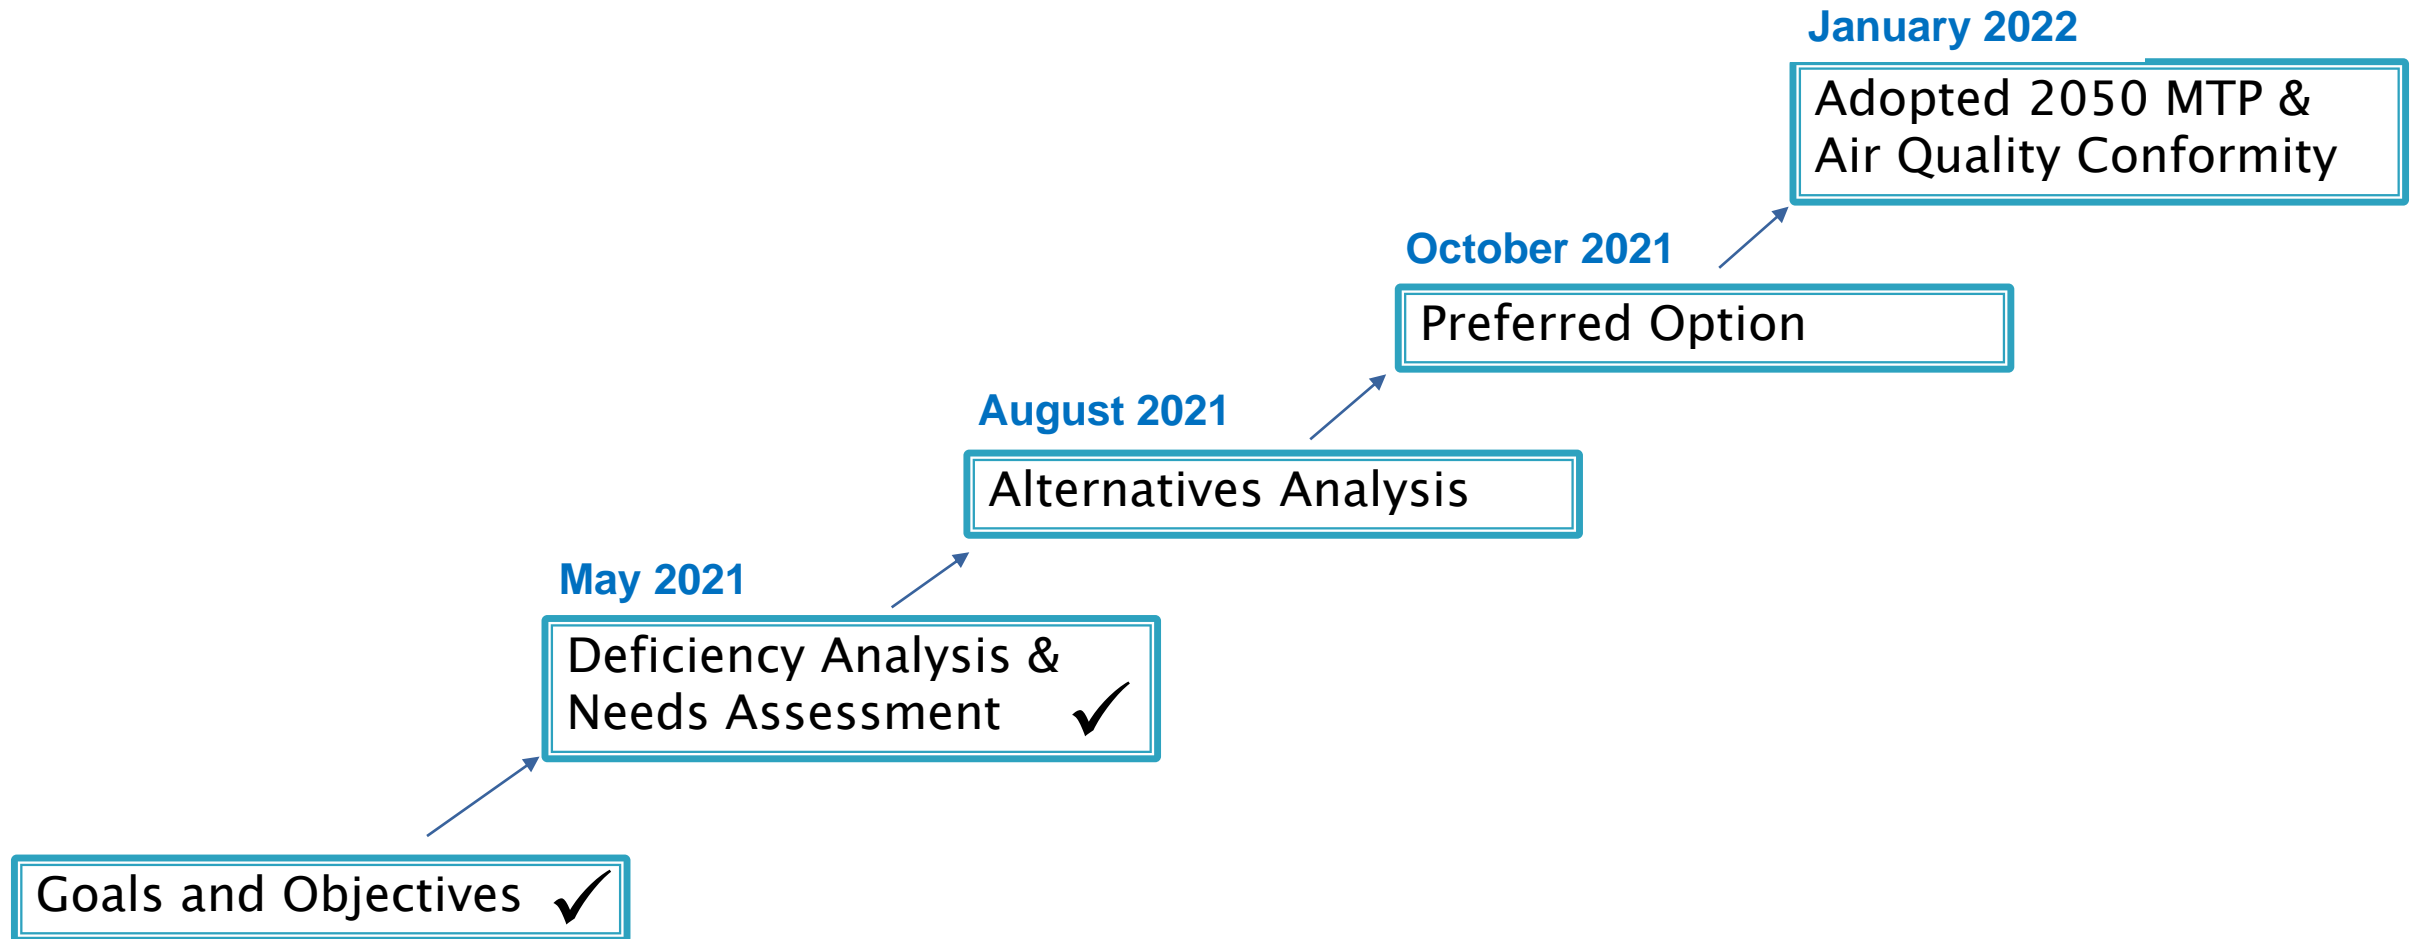 January 2022
Adopted 2050 MTP &
Air Quality Conformity
October 2021
Preferred Option
August 2021
Alternatives Analysis
May 2021
Deficiency Analysis &
Needs Assessment ✓
Goals and Objectives ✓